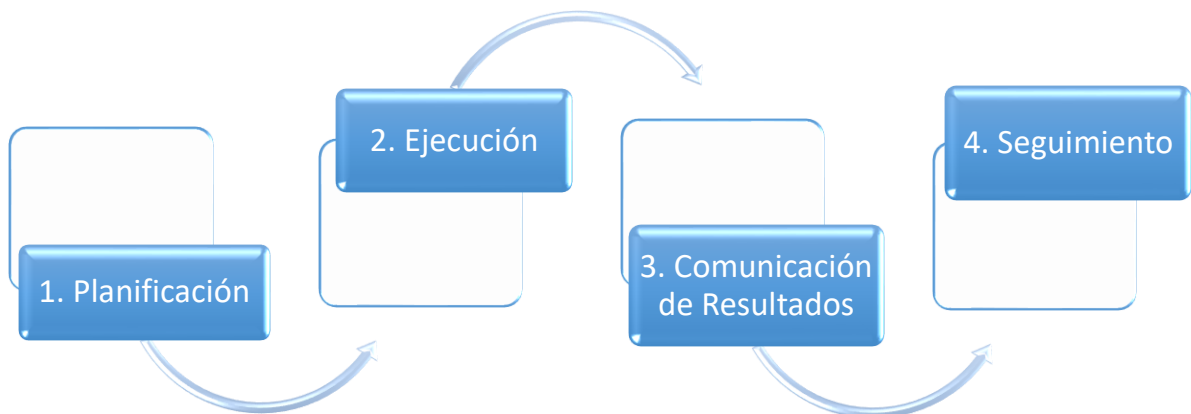 1. Planificación
2. Ejecución
3. Comunicación
de Resultados
4. Seguimiento